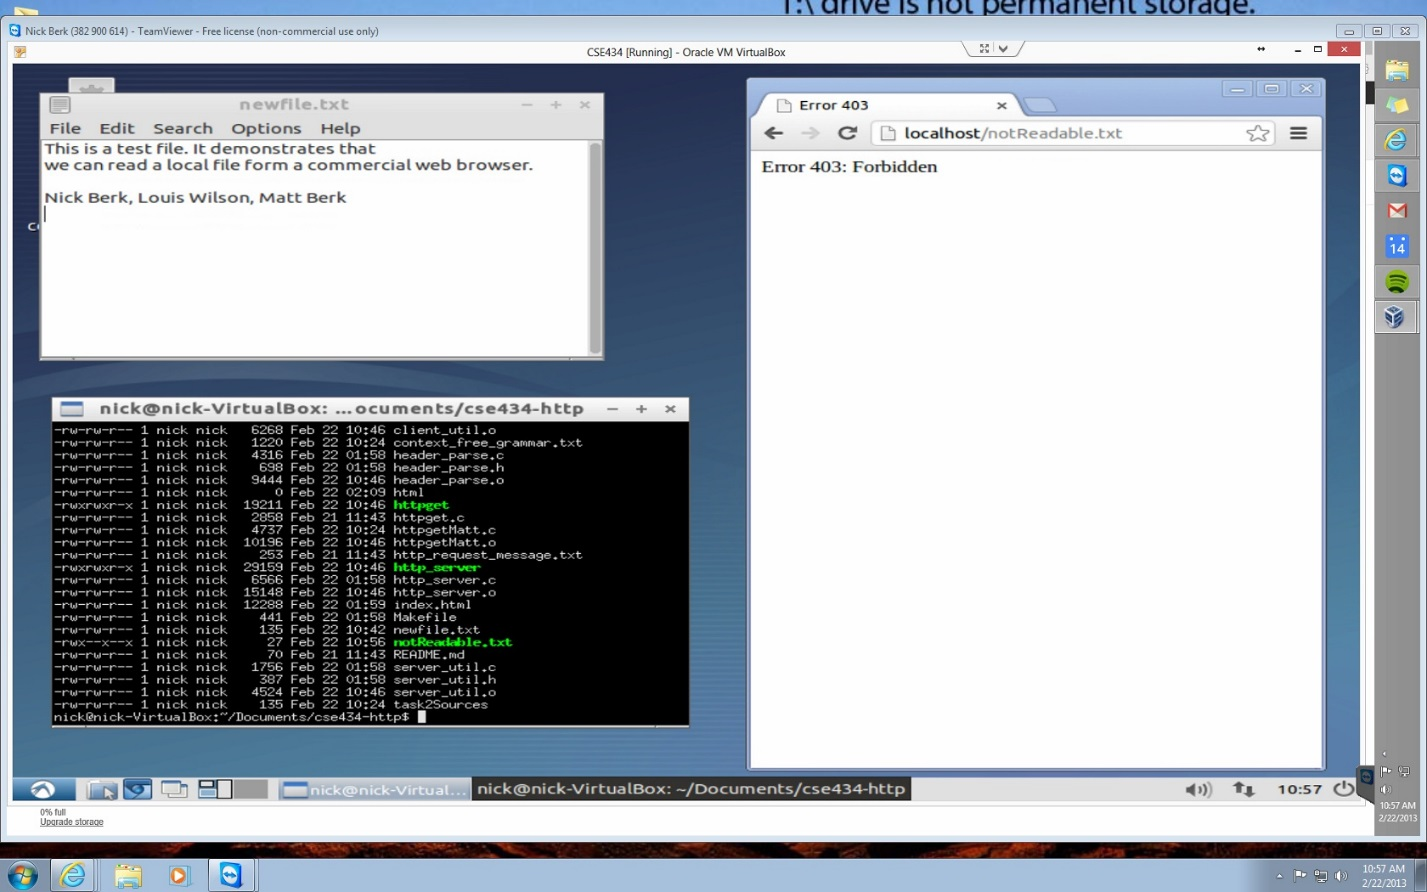 T:\ drive is not permanent storage.
Nick Berk (382 900 614) - TeamViewer - Free license (non-commercial use only)
CSE434 [Running] - Oracle VM VirtualBox
newfile.txt
File Edit Search Options Help
This is a test file. It demonstrates that
we can read a local file form a commercial web browser.
Nick Berk, Louis Wilson, Matt Berk
Error 403
localhost/notReadable.txt
Error 403: Forbidden
14
nick@nick-VirtualBox: ...ocuments/cse434-http
-rw-rw-r-- 1 nick nick 6268 Feb 22 10:46 client_util.o
-rw-rw-r-- 1 nick nick 1220 Feb 22 10:24 context_free_grammar.txt
-rw-rw-r-- 1 nick nick 4316 Feb 22 01:58 header_parse.c
-rw-rw-r-- 1 nick nick 698 Feb 22 01:58 header_parse.h
-rw-rw-r-- 1 nick nick 9444 Feb 22 10:46 header_parse.o
-rw-rw-r-- 1 nick nick 0 Feb 22 02:09 html
-rwxrwxr-x 1 nick nick 19211 Feb 22 10:46 httpget
-rw-rw-r-- 1 nick nick 2858 Feb 21 11:43 httpget.c
-rw-rw-r-- 1 nick nick 4737 Feb 22 10:24 httpgetMatt.c
-rw-rw-r-- 1 nick nick 10196 Feb 22 10:46 httpgetMatt.o
-rw-rw-r-- 1 nick nick 253 Feb 21 11:43 http_request_message.txt
-rwxrwxr-x 1 nick nick 29159 Feb 22 10:46 http_server
-rw-rw-r-- 1 nick nick 6566 Feb 22 01:58 http_server.c
-rw-rw-r-- 1 nick nick 15148 Feb 22 10:46 http_server.o
-rw-rw-r-- 1 nick nick 12288 Feb 22 01:59 index.html
-rw-rw-r-- 1 nick nick 441 Feb 22 01:58 Makefile
-rw-rw-r-- 1 nick nick 135 Feb 22 10:42 newfile.txt
-rwx--x--x 1 nick nick 27 Feb 22 10:56 notReadable.txt
-rw-rw-r-- 1 nick nick 70 Feb 21 11:43 README.md
-rw-rw-r-- 1 nick nick 1756 Feb 22 01:58 server_util.c
-rw-rw-r-- 1 nick nick 387 Feb 22 01:58 server_util.h
-rw-rw-r-- 1 nick nick 4524 Feb 22 10:46 server_util.o
-rw-rw-r-- 1 nick nick 135 Feb 22 10:24 task2Sources
nick@nick-VirtualBox:~/Documents/cse434-http$
nick@nick-Virtual... nick@nick-VirtualBox: ~/Documents/cse434-http 10:57
10:57 AM
2/22/2013
0% full
Upgrade storage
10:57 AM
2/22/2013